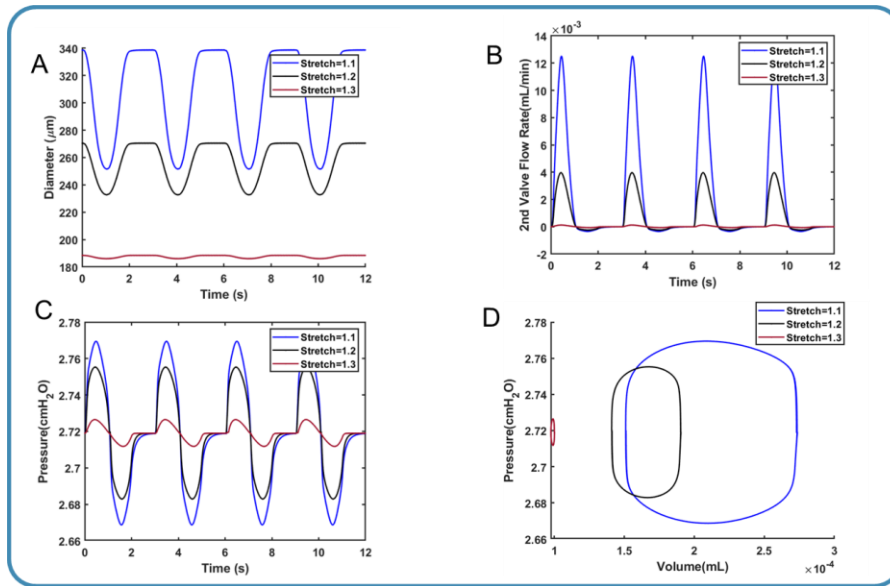 A
340
320
300
280
260
240
220
200
180
Diameter (μm)
Stretch=1.1
Stretch=1.2
Stretch=1.3
0 2 4 6 8 10 12
Time (s)
B
×10⁻³
14
12
10
8
6
4
2
0
-2
2nd Valve Flow Rate(mL/min)
Stretch=1.1
Stretch=1.2
Stretch=1.3
0 2 4 6 8 10 12
Time (s)
C
2.78
2.76
2.74
2.72
2.7
2.68
2.66
Pressure(cmH₂O)
Stretch=1.1
Stretch=1.2
Stretch=1.3
0 2 4 6 8 10 12
Time (s)
D
2.78
2.76
2.74
2.72
2.7
2.68
2.66
Pressure(cmH₂O)
Stretch=1.1
Stretch=1.2
Stretch=1.3
1 1.5 2 2.5 3
Volume(mL)
×10⁻⁴